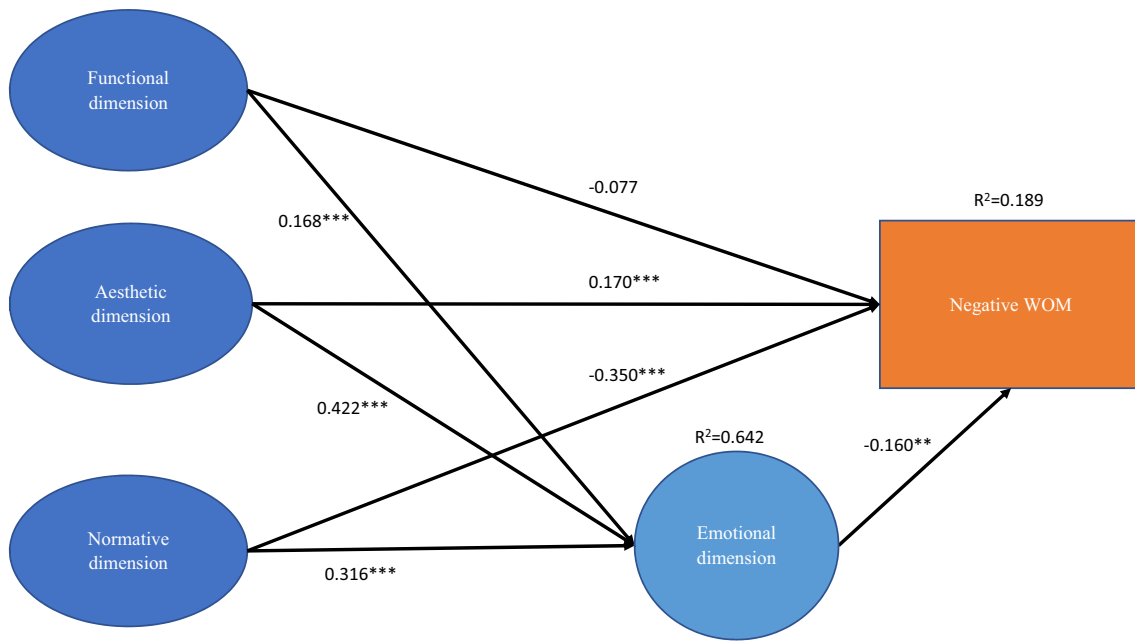 Functional
dimension
-0.077
R²=0.189
0.168***
Aesthetic
dimension
0.170***
Negative WOM
-0.350***
0.422***
R²=0.642
-0.160**
Normative
dimension
Emotional
dimension
0.316***